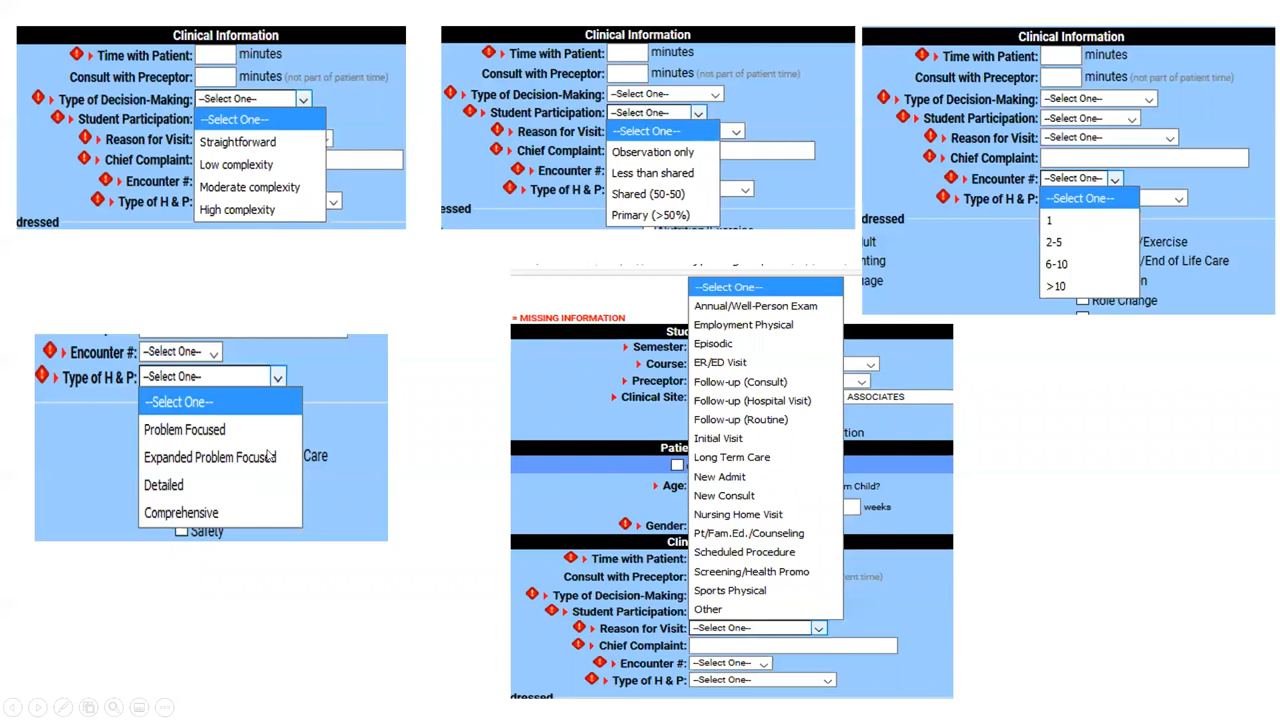 Clinical Information
Time with Patient: minutes
Consult with Preceptor: minutes (not part of patient time)
Type of Decision-Making: --Select One--
Student Participation: --Select One--
Reason for Visit: Straightforward
Chief Complaint: Low complexity
Encounter #: Moderate complexity
Type of H & P: High complexity
dressed
Clinical Information
Time with Patient: minutes
Consult with Preceptor: minutes (not part of patient time)
Type of Decision-Making: --Select One--
Student Participation: --Select One--
Reason for Visit: --Select One--
Chief Complaint: Observation only
Encounter #: Less than shared
Type of H & P: Shared (50-50)
essed Primary (>50%)
Clinical Information
Time with Patient: minutes
Consult with Preceptor: minutes (not part of patient time)
Type of Decision-Making: --Select One--
Student Participation: --Select One--
Reason for Visit: --Select One--
Chief Complaint:
Encounter #: --Select One--
Type of H & P: --Select One--
dressed 1
ult 2-5 /Exercise
nting 6-10 /End of Life Care
uage >10 n
Role Change
Encounter #: --Select One--
Type of H & P: --Select One--
--Select One--
Problem Focused
Expanded Problem Focused Care
Detailed
Comprehensive
Safety
--Select One--
Annual/Well-Person Exam
= MISSING INFORMATION
Stu Employment Physical
Semester: Episodic
Course: ER/ED Visit
Preceptor: Follow-up (Consult)
Clinical Site: Follow-up (Hospital Visit) ASSOCIATES
Follow-up (Routine)
Initial Visit ition
Patie Long Term Care
New Admit
Age: New Consult m Child?
Nursing Home Visit weeks
Gender: Pt/Fam.Ed./Counseling
Clin Scheduled Procedure
Time with Patient: Screening/Health Promo
Consult with Preceptor: ent time)
Type of Decision-Making: Sports Physical
Student Participation: Other
Reason for Visit: --Select One--
Chief Complaint:
Encounter #: --Select One--
Type of H & P: --Select One--
dressed